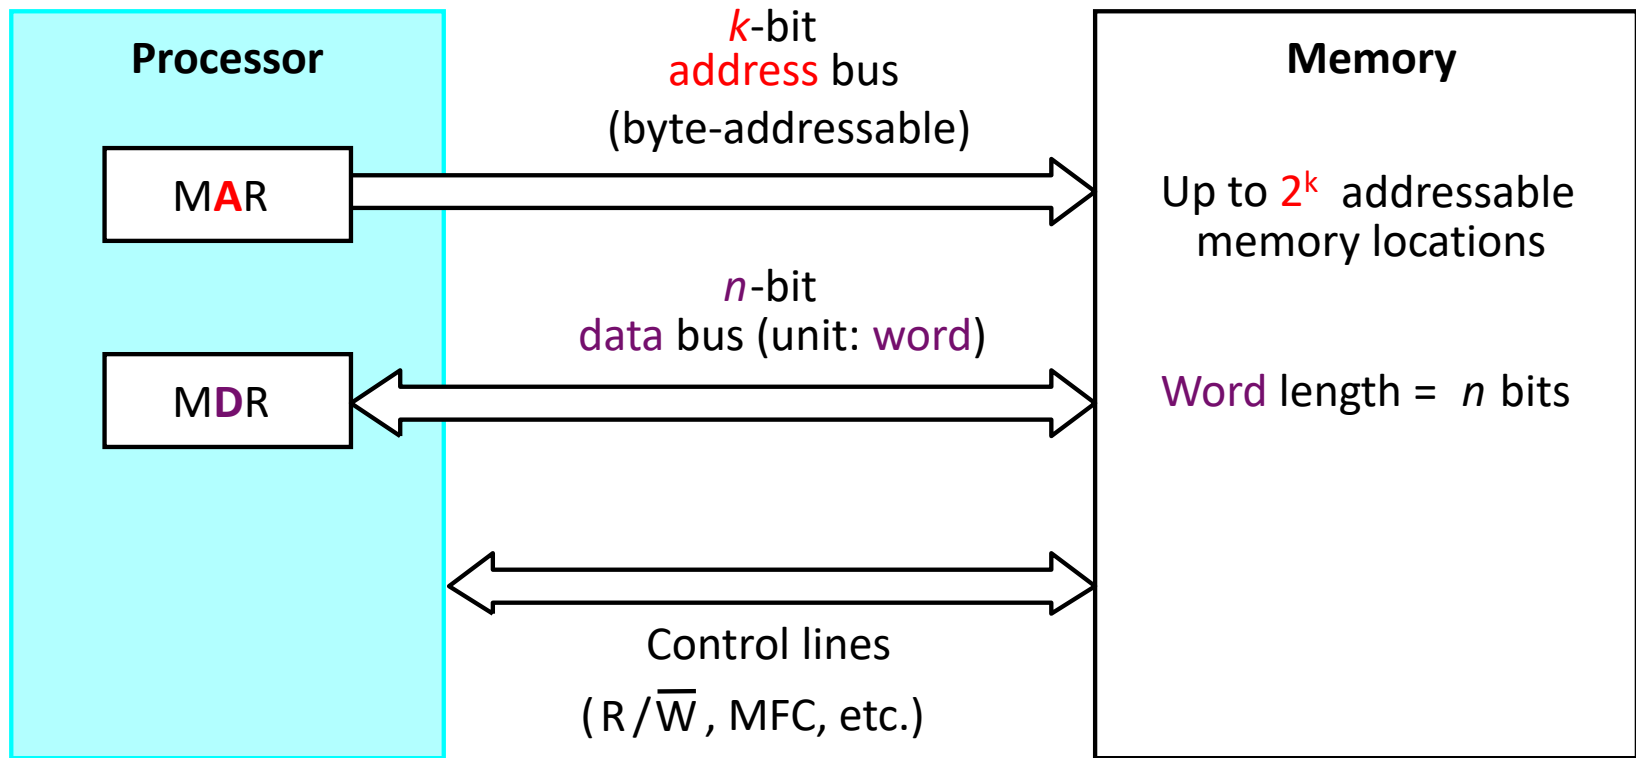 Processor
MAR
MDR
k-bit
address bus
(byte-addressable)
n-bit
data bus (unit: word)
Control lines
( R / W̅ , MFC, etc.)
Memory
Up to 2ᵏ addressable
memory locations
Word length = n bits